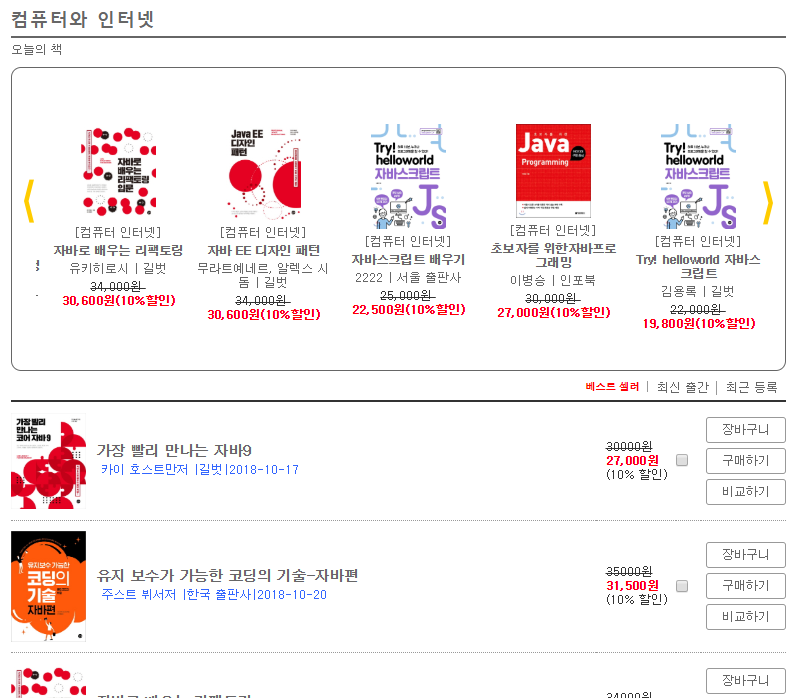 컴퓨터와 인터넷
오늘의 책
자바로
배우는
리팩토링
입문
[컴퓨터 인터넷]
자바로 배우는 리팩토링
유키히로시 | 길벗
34,000원
30,600원(10%할인)
Java EE
디자인
패턴
[컴퓨터 인터넷]
자바 EE 디자인 패턴
무라트예네르, 알렉스 시
돔 | 길벗
34,000원
30,600원(10%할인)
Try!
helloworld
자바스크립트
[컴퓨터 인터넷]
자바스크립트 배우기
2222 | 서울 출판사
25,000원
22,500원(10%할인)
Java
Programming
[컴퓨터 인터넷]
초보자를 위한자바프로
그래밍
이병승 | 인포북
30,000원
27,000원(10%할인)
Try!
helloworld
자바스크립트
[컴퓨터 인터넷]
Try! helloworld 자바스
크립트
김용록 | 길벗
22,000원
19,800원(10%할인)
베스트 셀러 | 최신 출간 | 최근 등록
가장 빨리
만나는
코어 자바 9
가장 빨리 만나는 자바9
카이 호스트만저 |길벗|2018-10-17
30000원
27,000원
(10% 할인)
장바구니
구매하기
비교하기
유지 보수가 가능한
코딩의
기술
자바편
유지 보수가 가능한 코딩의 기술-자바편
주스트 뷔서저 |한국 출판사|2018-10-20
35000원
31,500원
(10% 할인)
장바구니
구매하기
비교하기
장바구니